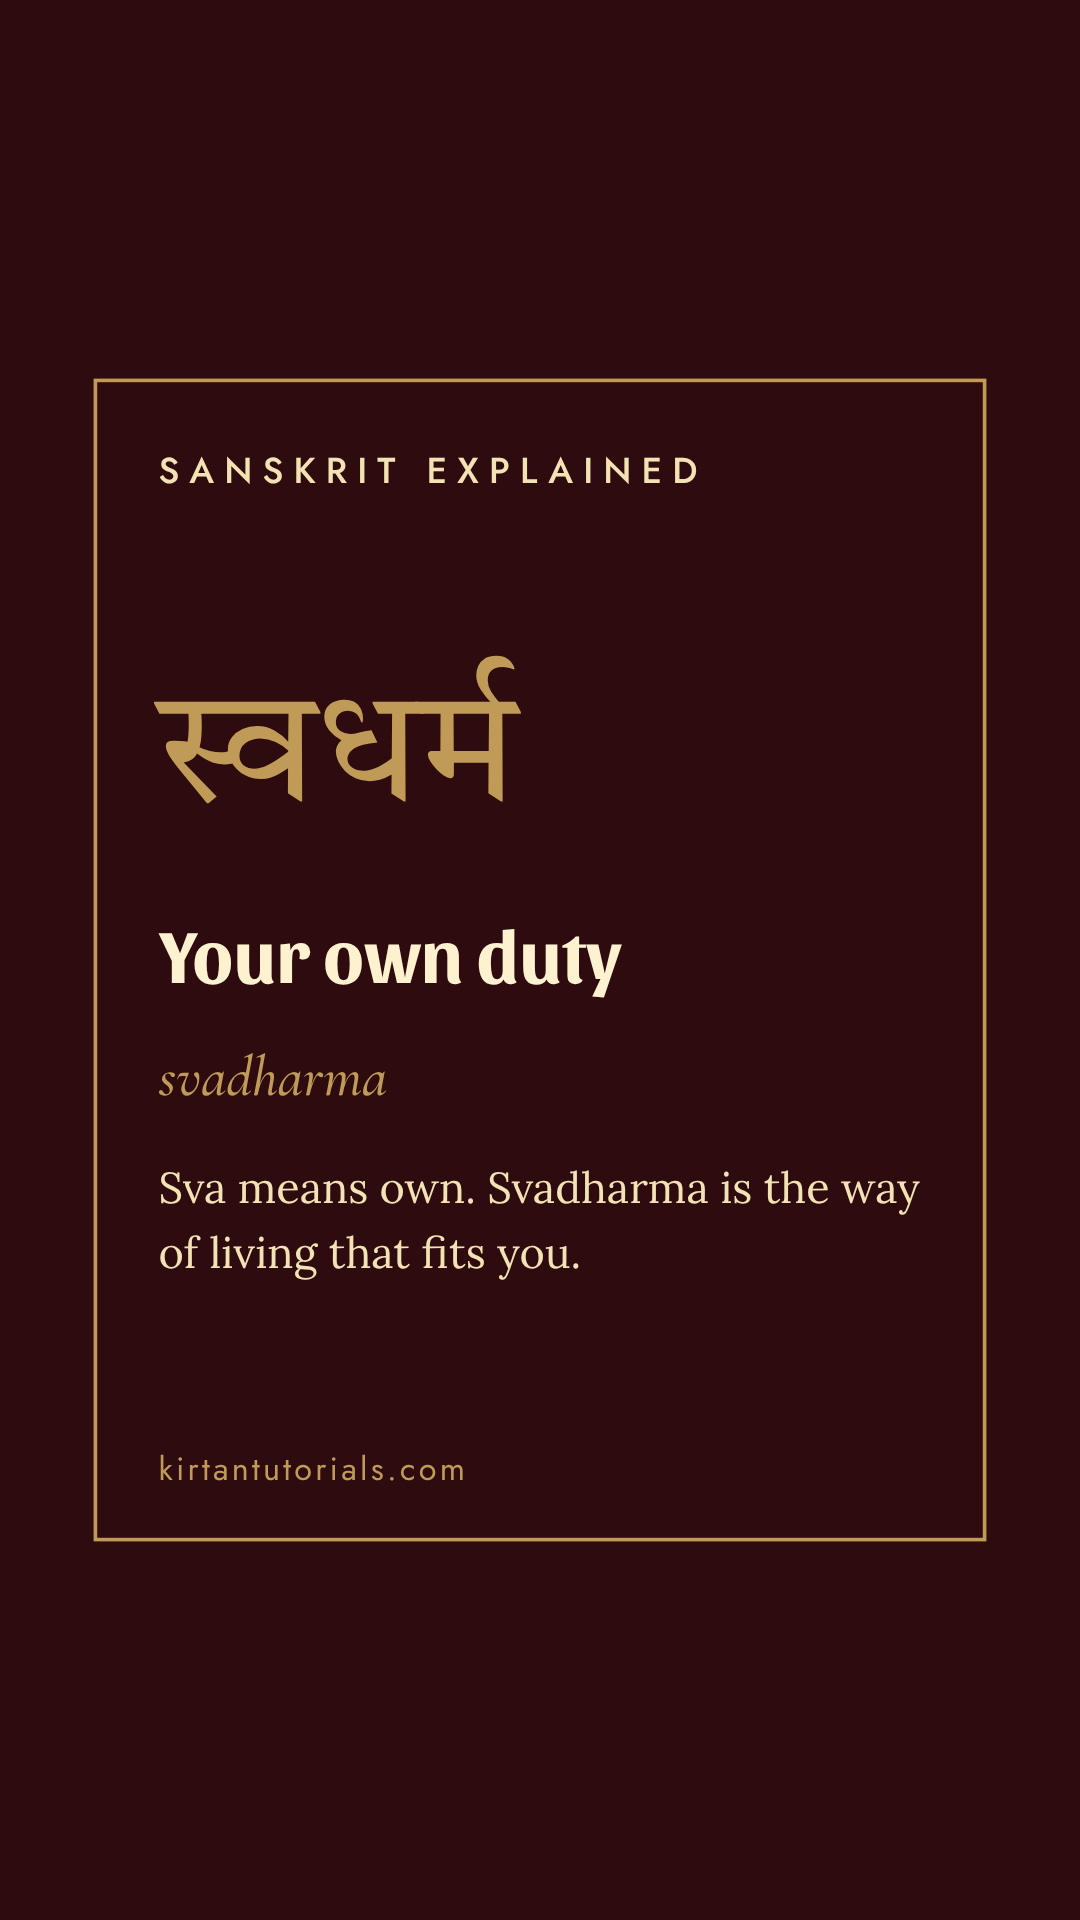 SANSKRIT EXPLAINED
स्वधर्म
Your own duty
svadharma
Sva means own. Svadharma is the way
of living that fits you.
kirtantutorials.com